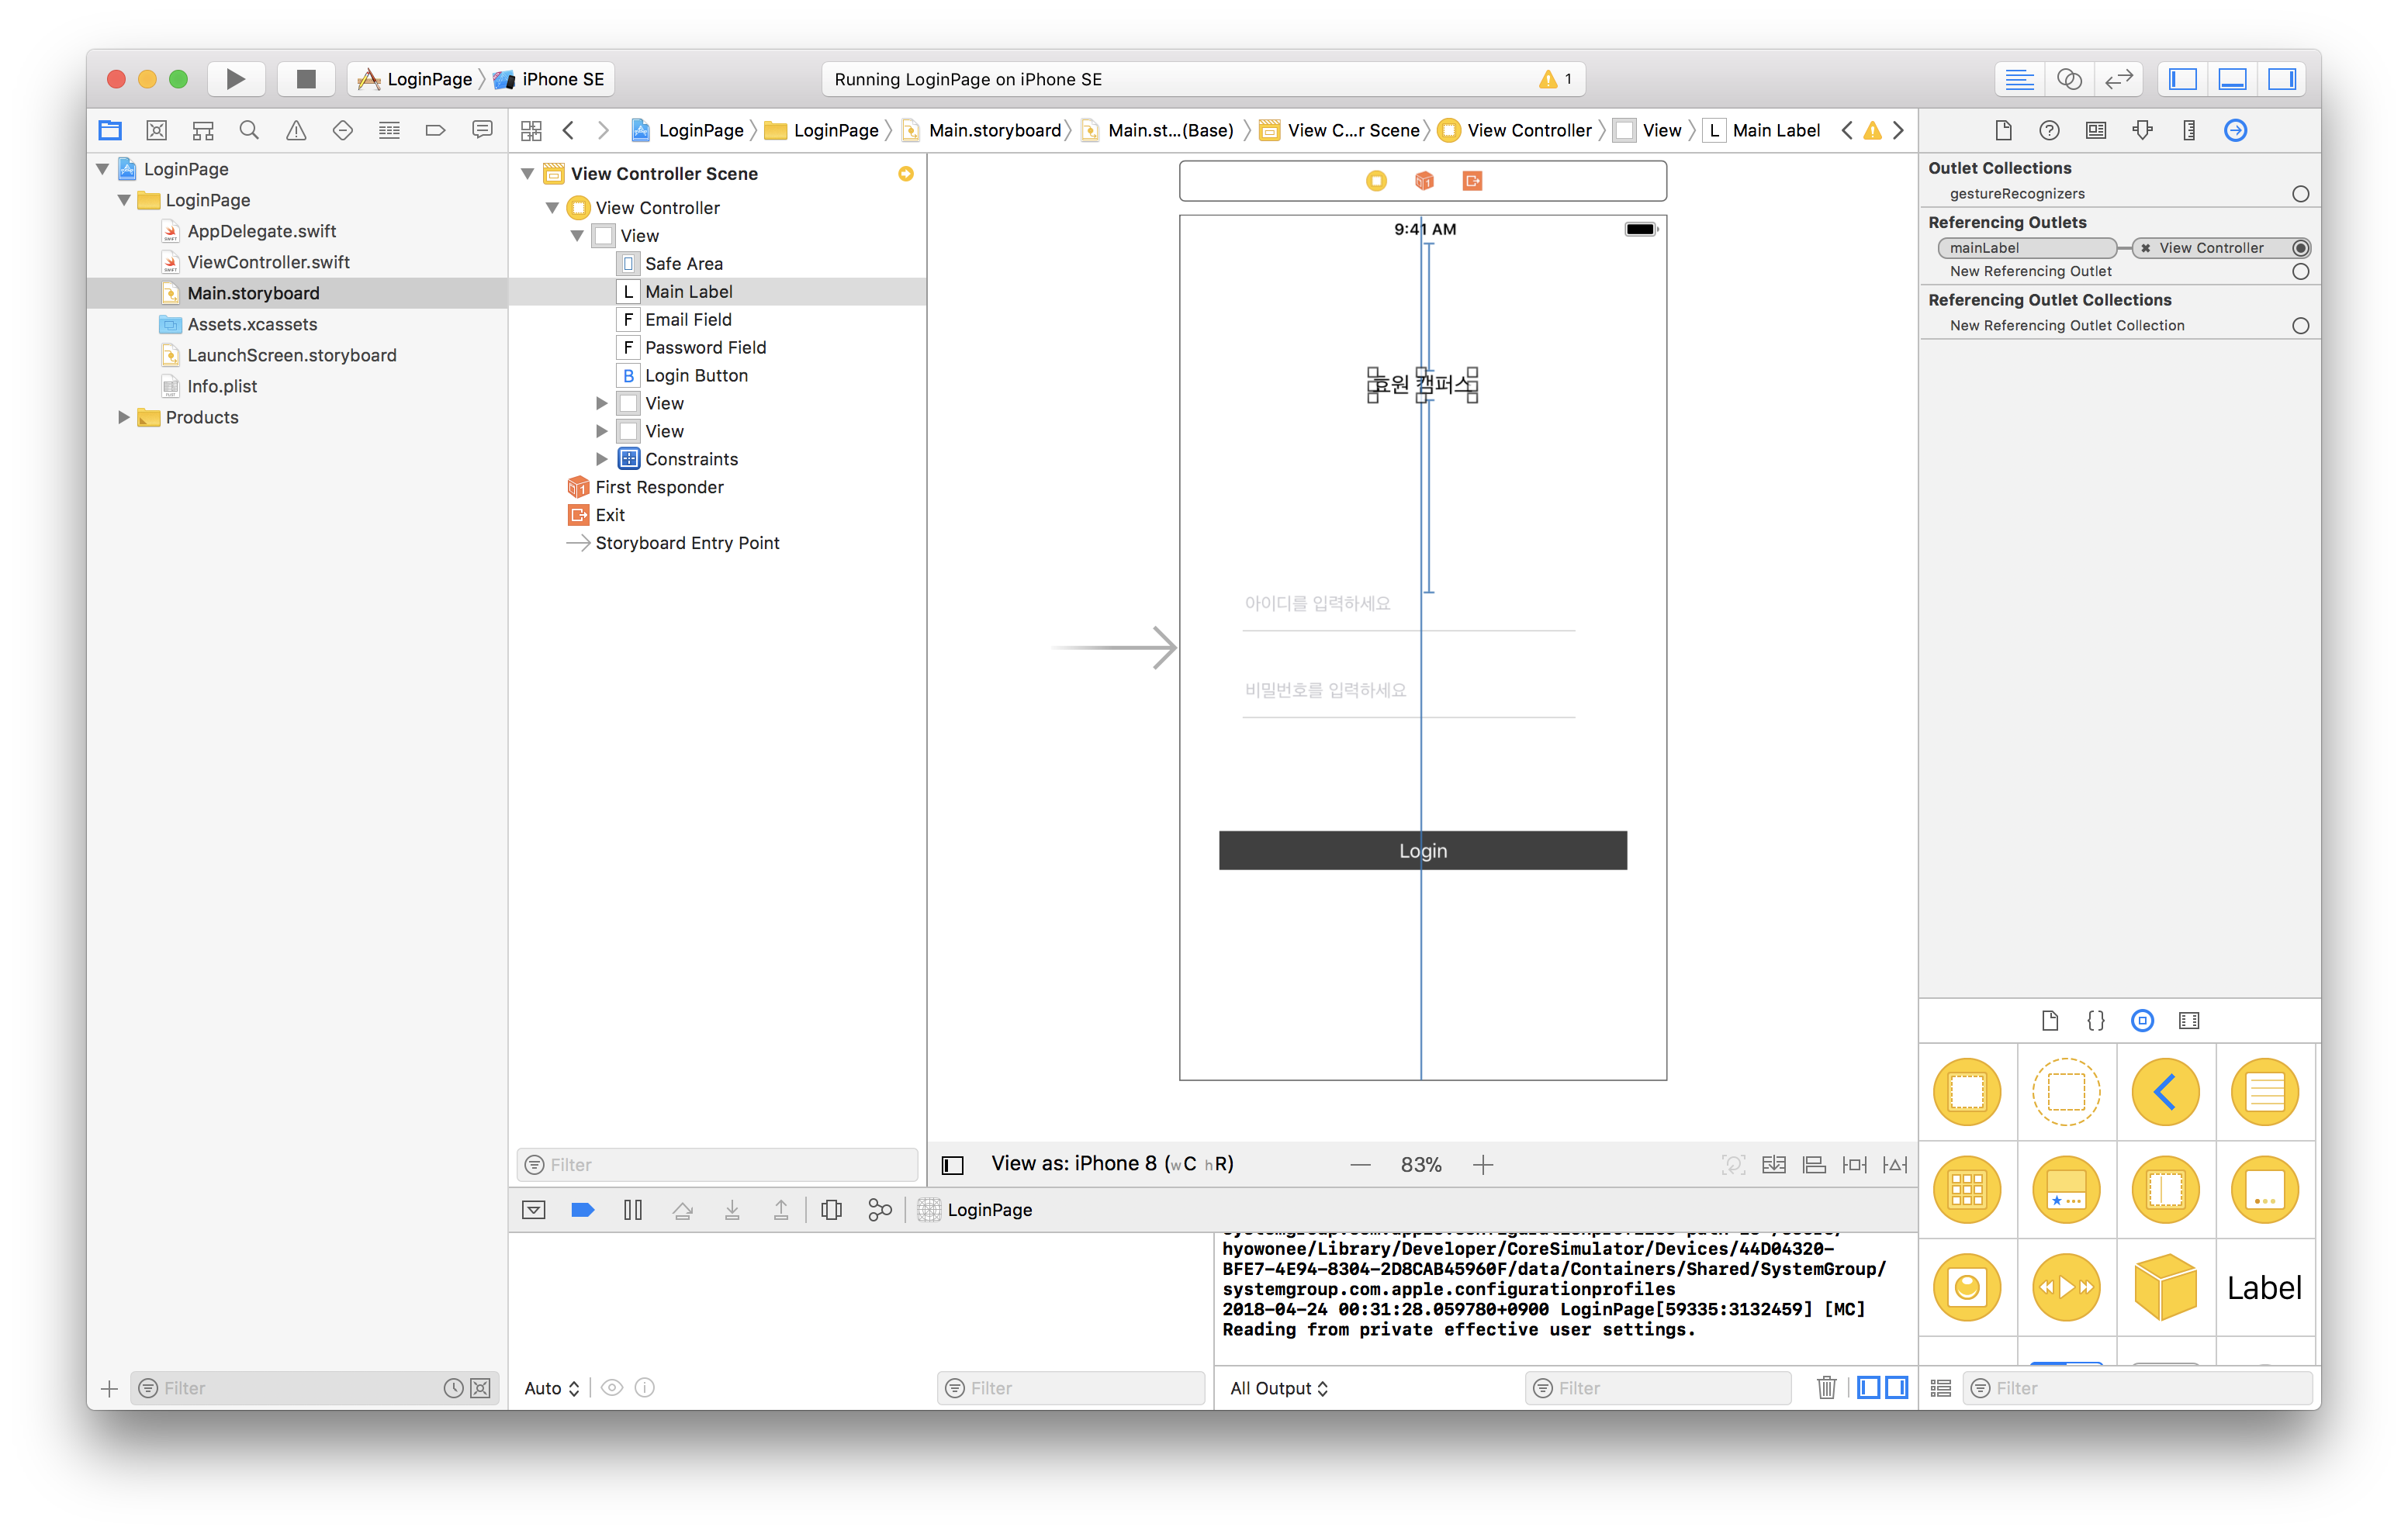 LoginPage iPhone SE
Running LoginPage on iPhone SE
1
LoginPage LoginPage Main.storyboard Main.st...(Base) View C...r Scene View Controller View L Main Label
LoginPage
LoginPage
AppDelegate.swift
ViewController.swift
Main.storyboard
Assets.xcassets
LaunchScreen.storyboard
Info.plist
Products
Filter
View Controller Scene
View Controller
View
Safe Area
L Main Label
F Email Field
F Password Field
B Login Button
View
View
Constraints
First Responder
Exit
Storyboard Entry Point
Filter
9:41 AM
효원 캠퍼스
아이디를 입력하세요
비밀번호를 입력하세요
Login
View as: iPhone 8 (wC hR)
83%
Outlet Collections
gestureRecognizers
Referencing Outlets
mainLabel View Controller
New Referencing Outlet
Referencing Outlet Collections
New Referencing Outlet Collection
{}
Label
Filter
LoginPage
hyowonee/Library/Developer/CoreSimulator/Devices/44D04320-
BFE7-4E94-8304-2D8CAB45960F/data/Containers/Shared/SystemGroup/
systemgroup.com.apple.configurationprofiles
2018-04-24 00:31:28.059780+0900 LoginPage[59335:3132459] [MC]
Reading from private effective user settings.
Auto
Filter
All Output
Filter